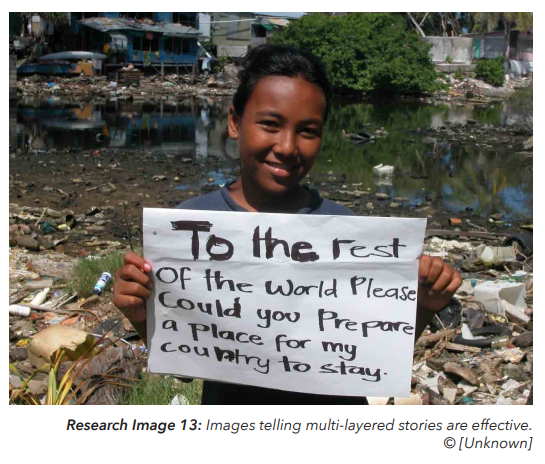 To the rest
Of the World Please
Could you Prepare
a Place for my
country to stay.
Research Image 13: Images telling multi-layered stories are effective.
© [Unknown]